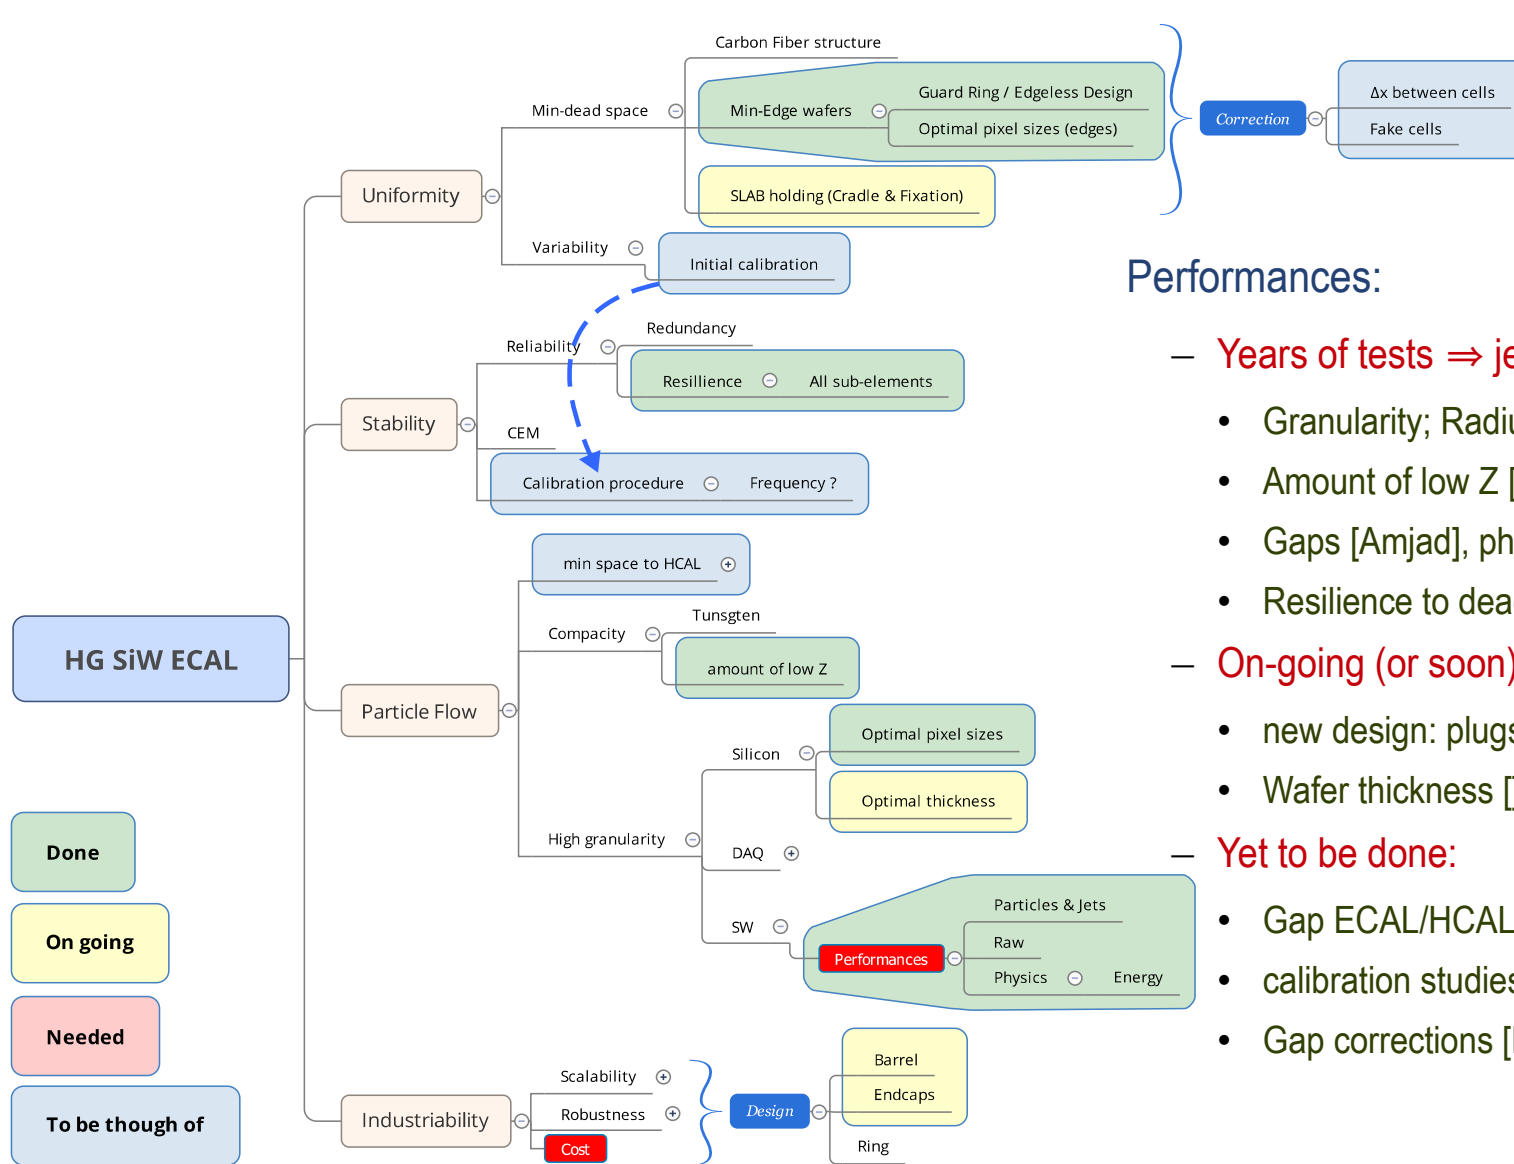 Carbon Fiber structure
Min-dead space
Min-Edge wafers
Guard Ring / Edgeless Design
Optimal pixel sizes (edges)
Correction
Δx between cells
Fake cells
SLAB holding (Cradle & Fixation)
Uniformity
Variability
Initial calibration
Reliability
Redundancy
Resillience
All sub-elements
Stability
CEM
Calibration procedure
Frequency ?
min space to HCAL
Compacity
Tunsgten
amount of low Z
HG SiW ECAL
Particle Flow
Silicon
Optimal pixel sizes
Optimal thickness
High granularity
DAQ
SW
Performances
Particles & Jets
Raw
Physics
Energy
Industriability
Scalability
Robustness
Cost
Design
Barrel
Endcaps
Ring
Done
On going
Needed
To be though of
Performances:
– Years of tests ⇒ je
• Granularity; Radiu
• Amount of low Z [
• Gaps [Amjad], ph
• Resilience to dea
– On-going (or soon)
• new design: plugs
• Wafer thickness [
– Yet to be done:
• Gap ECAL/HCAL
• calibration studies
• Gap corrections [